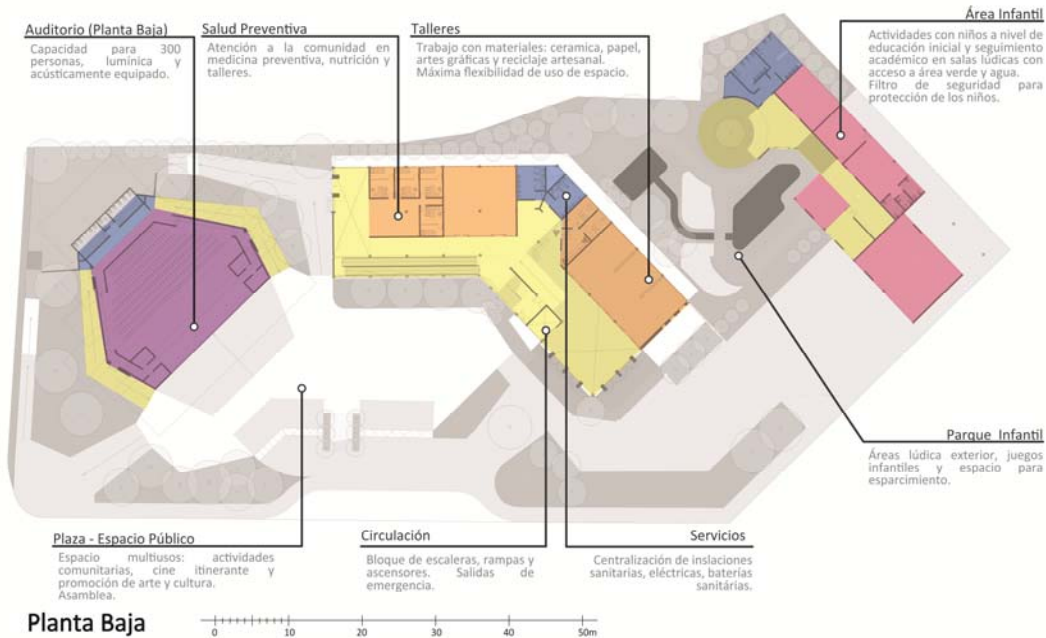 Auditorio (Planta Baja)
Capacidad para 300
personas, lumínica y
acústicamente equipado.
Salud Preventiva
Atención a la comunidad en
medicina preventiva, nutrición y
talleres.
Talleres
Trabajo con materiales: ceramica, papel,
artes gráficas y reciclaje artesanal.
Máxima flexibilidad de uso de espacio.
Área Infantil
Actividades con niños a nivel de
educación inicial y seguimiento
académico en salas lúdicas con
acceso a área verde y agua.
Filtro de seguridad para
protección de los niños.
Parque Infantil
Áreas lúdica exterior, juegos
infantiles y espacio para
esparcimiento.
Plaza - Espacio Público
Espacio multiusos: actividades
comunitarias, cine itinerante y
promoción de arte y cultura.
Asamblea.
Circulación
Bloque de escaleras, rampas y
ascensores. Salidas de
emergencia.
Servicios
Centralización de inslaciones
sanitarias, eléctricas, baterías
sanitárias.
Planta Baja
0 10 20 30 40 50m